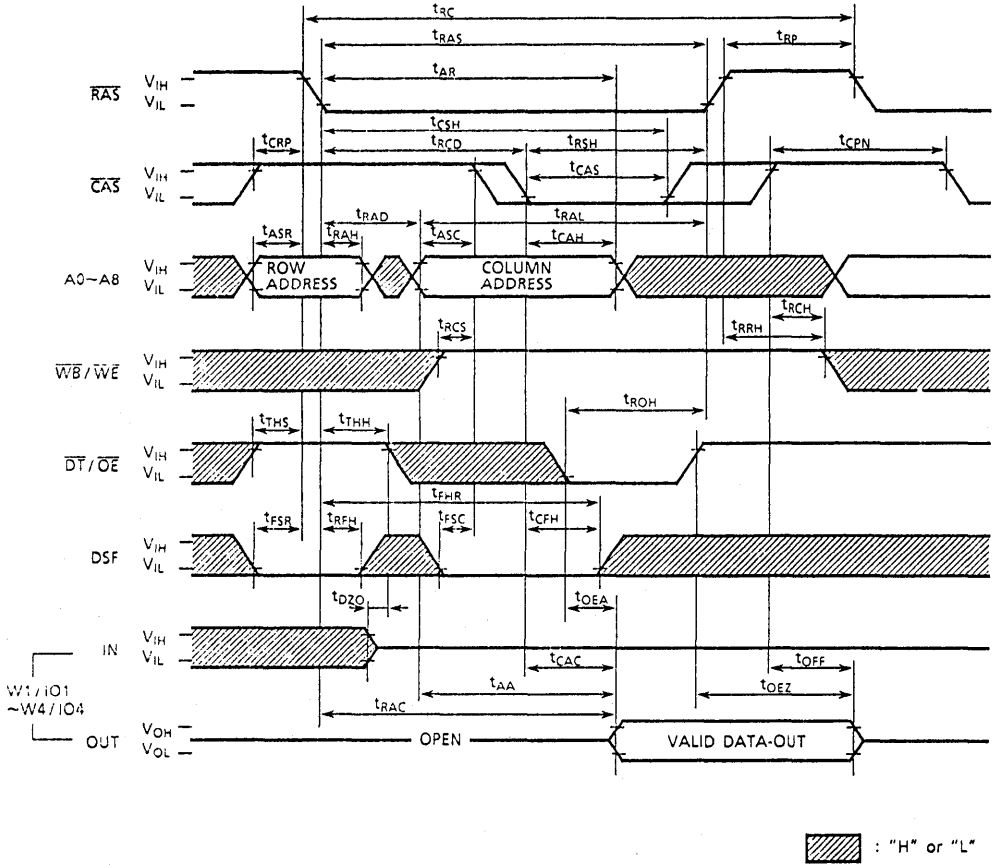 tRC
tRAS tRP
tAR
RAS VIH
VIL
tCSH
tCRP tRCD tRSH tCPN
tCAS
CAS VIH
VIL
tRAD tRAL
tASR tRAH tASC tCAH
A0~A8 VIH
VIL
ROW ADDRESS
COLUMN ADDRESS
tRCH
tRCS tRRH
WB/WE VIH
VIL
tROH
tTHS tTHH
DT/OE VIH
VIL
tFHR
tFSR tRFH tFSC tCFH
DSF VIH
VIL
tDZO tOEA
IN VIH
VIL
tCAC tOFF
tAA tOEZ
tRAC
W1/IO1
~W4/IO4
OUT VOH
VOL
OPEN VALID DATA-OUT
: "H" or "L"